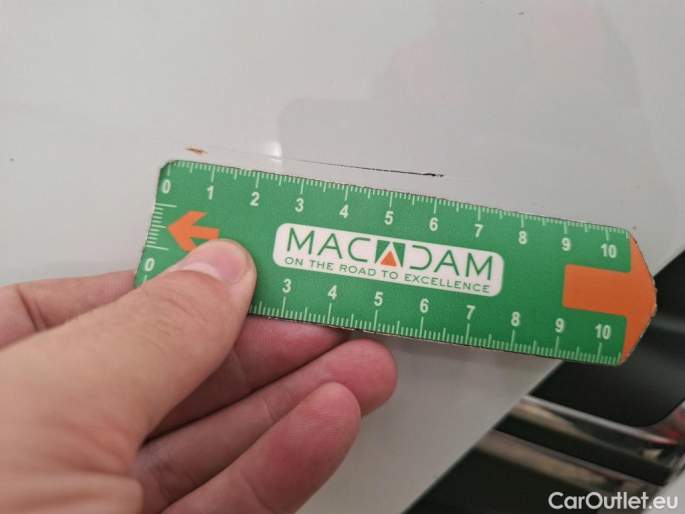 0 1 2 3 4 5 6 7 8 9 10
MACADAM
ON THE ROAD TO EXCELLENCE
0 3 4 5 6 7 8 9 10
CarOutlet.eu